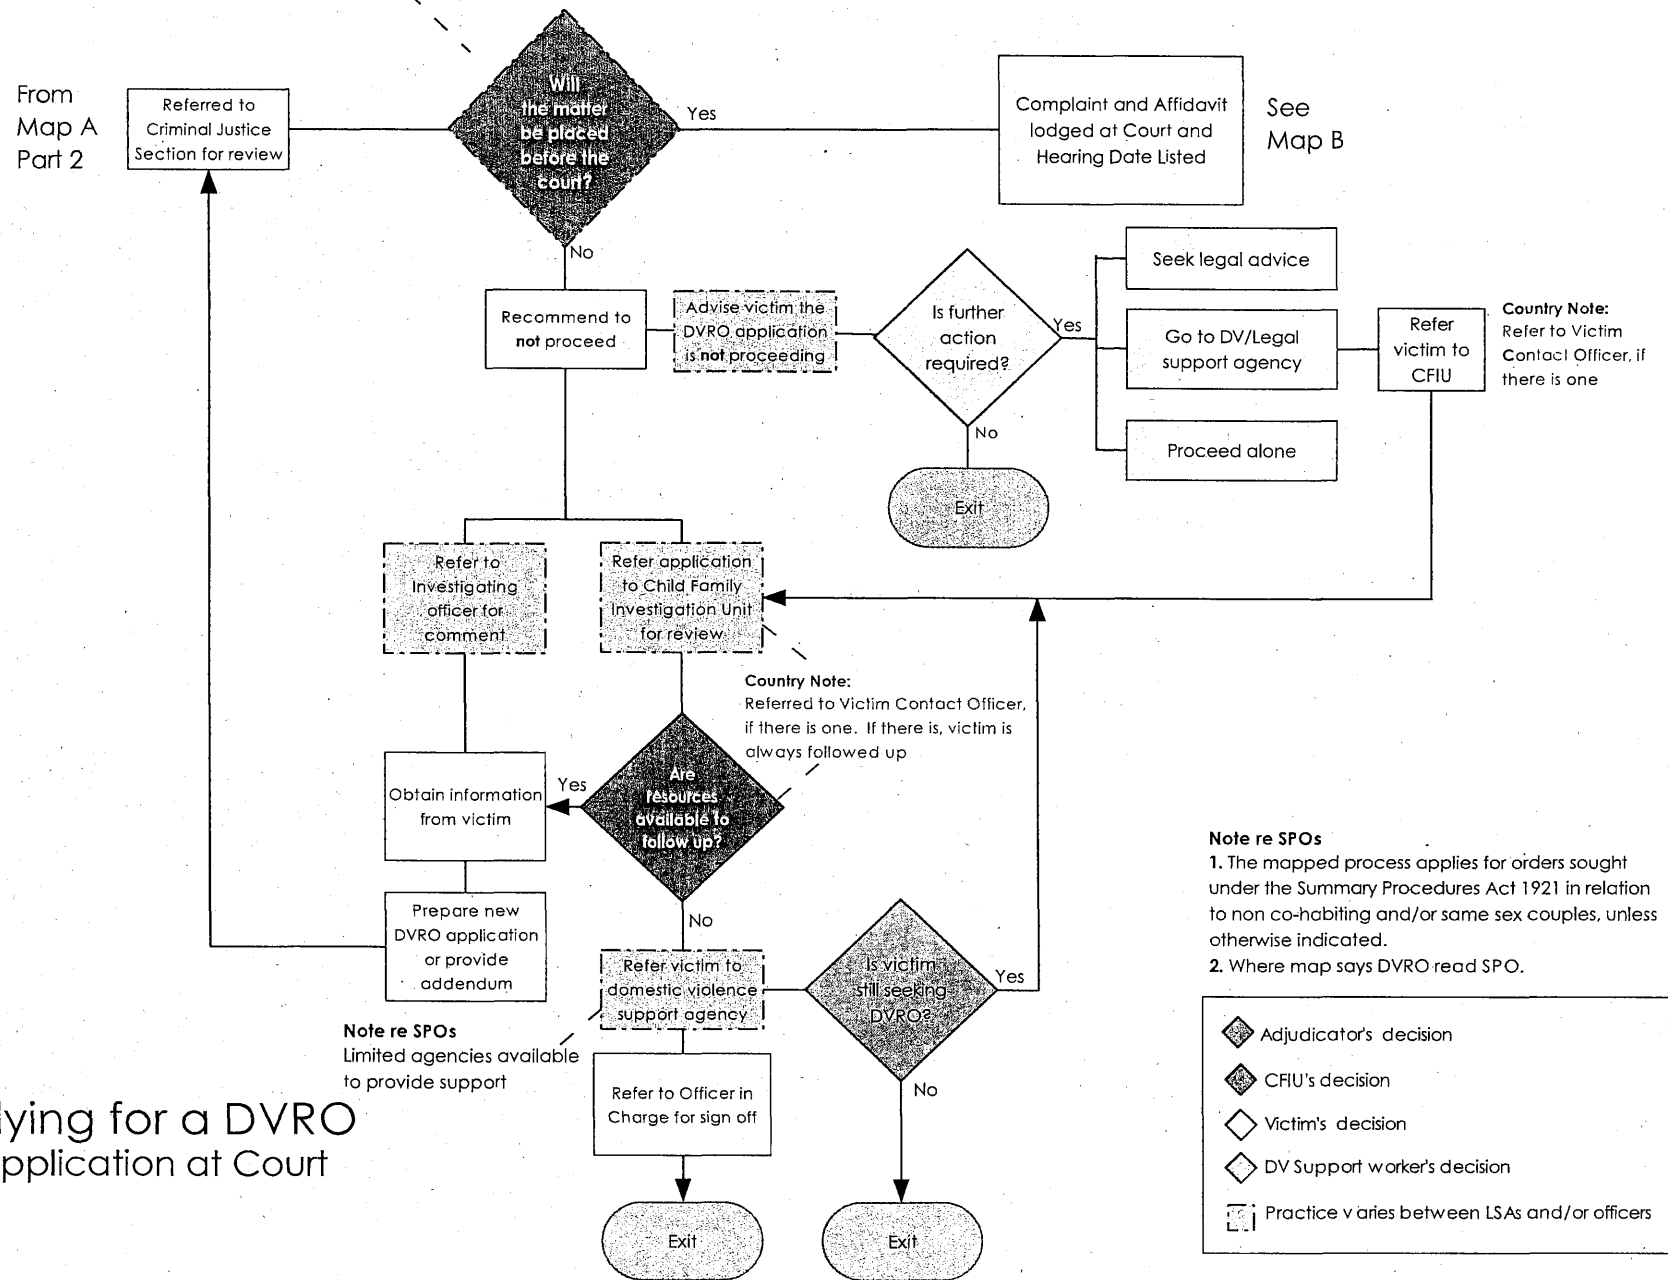 From
Map A
Part 2
Referred to
Criminal Justice
Section for review
Will
the matter
be placed
before the
court?
Yes
Complaint and Affidavit
lodged at Court and
Hearing Date Listed
See
Map B
No
Recommend to
not proceed
Advise victim the
DVRO application
is not proceeding
Is further
action
required?
Yes
Seek legal advice
Go to DV/Legal
support agency
Proceed alone
Refer
victim to
CFIU
Country Note:
Refer to Victim
Contact Officer, if
there is one
No
Exit
Refer to
Investigating
officer for
comment
Refer application
to Child Family
Investigation Unit
for review
Country Note:
Referred to Victim Contact Officer,
if there is one. If there is, victim is
always followed up
Are
resources
available to
follow up?
Yes
Obtain information
from victim
Prepare new
DVRO application
or provide
addendum
No
Refer victim to
domestic violence
support agency
Is victim
still seeking
DVRO?
Yes
Note re SPOs
Limited agencies available
to provide support
Refer to Officer in
Charge for sign off
No
Exit
Exit
Note re SPOs
1. The mapped process applies for orders sought
under the Summary Procedures Act 1921 in relation
to non co-habiting and/or same sex couples, unless
otherwise indicated.
2. Where map says DVRO read SPO.
Adjudicator's decision
CFIU's decision
Victim's decision
DV Support worker's decision
Practice varies between LSAs and/or officers
lying for a DVRO
pplication at Court